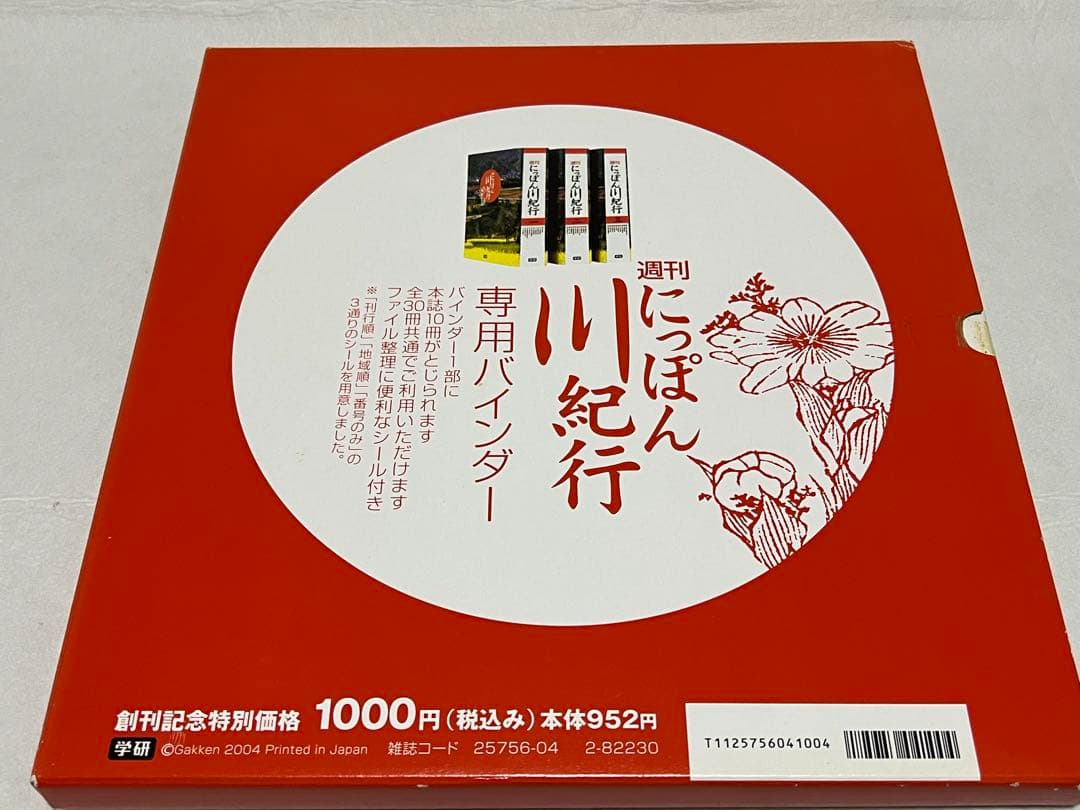 週刊
にっぽん
川紀行
専用バインダー
バインダー1部に
本誌10冊がとじられます
全30冊共通でご利用いただけます
ファイル整理に便利なシール付き
※「刊行順」「地域順」「番号のみ」の
3通りのシールを用意しました。
週刊 にっぽん川紀行
週刊 にっぽん川紀行
週刊 にっぽん川紀行
創刊記念特別価格 1000円(税込み)本体952円
学研 ©Gakken 2004 Printed in Japan 雑誌コード 25756-04 2-82230
T1125756041004